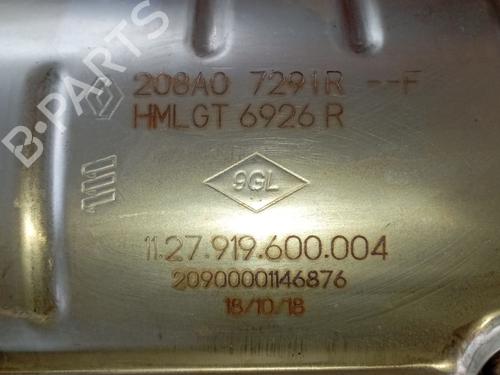 B-PARTS
208A0 7291R --F
HMLGT 6926 R
9GL
11.27.919.600.004
20900001146876
18/10/18